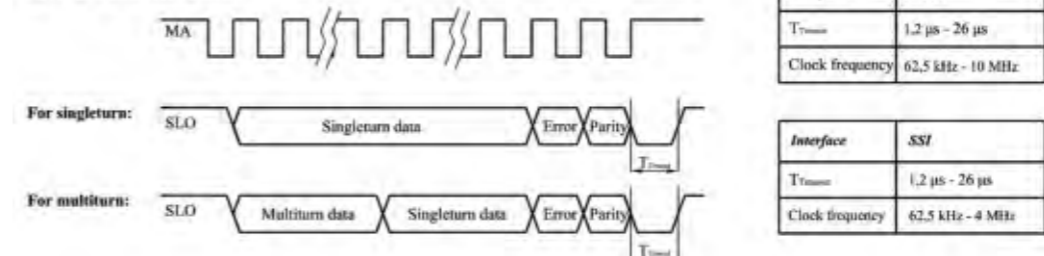 MA
For singleturn:
SLO
Singleturn data
Error
Parity
For multiturn:
SLO
Multiturn data
Singleturn data
Error
Parity
1,2 µs - 26 µs
Clock frequency
62,5 kHz - 10 MHz
Interface
SSI
1,2 µs - 26 µs
Clock frequency
62,5 kHz - 4 MHz